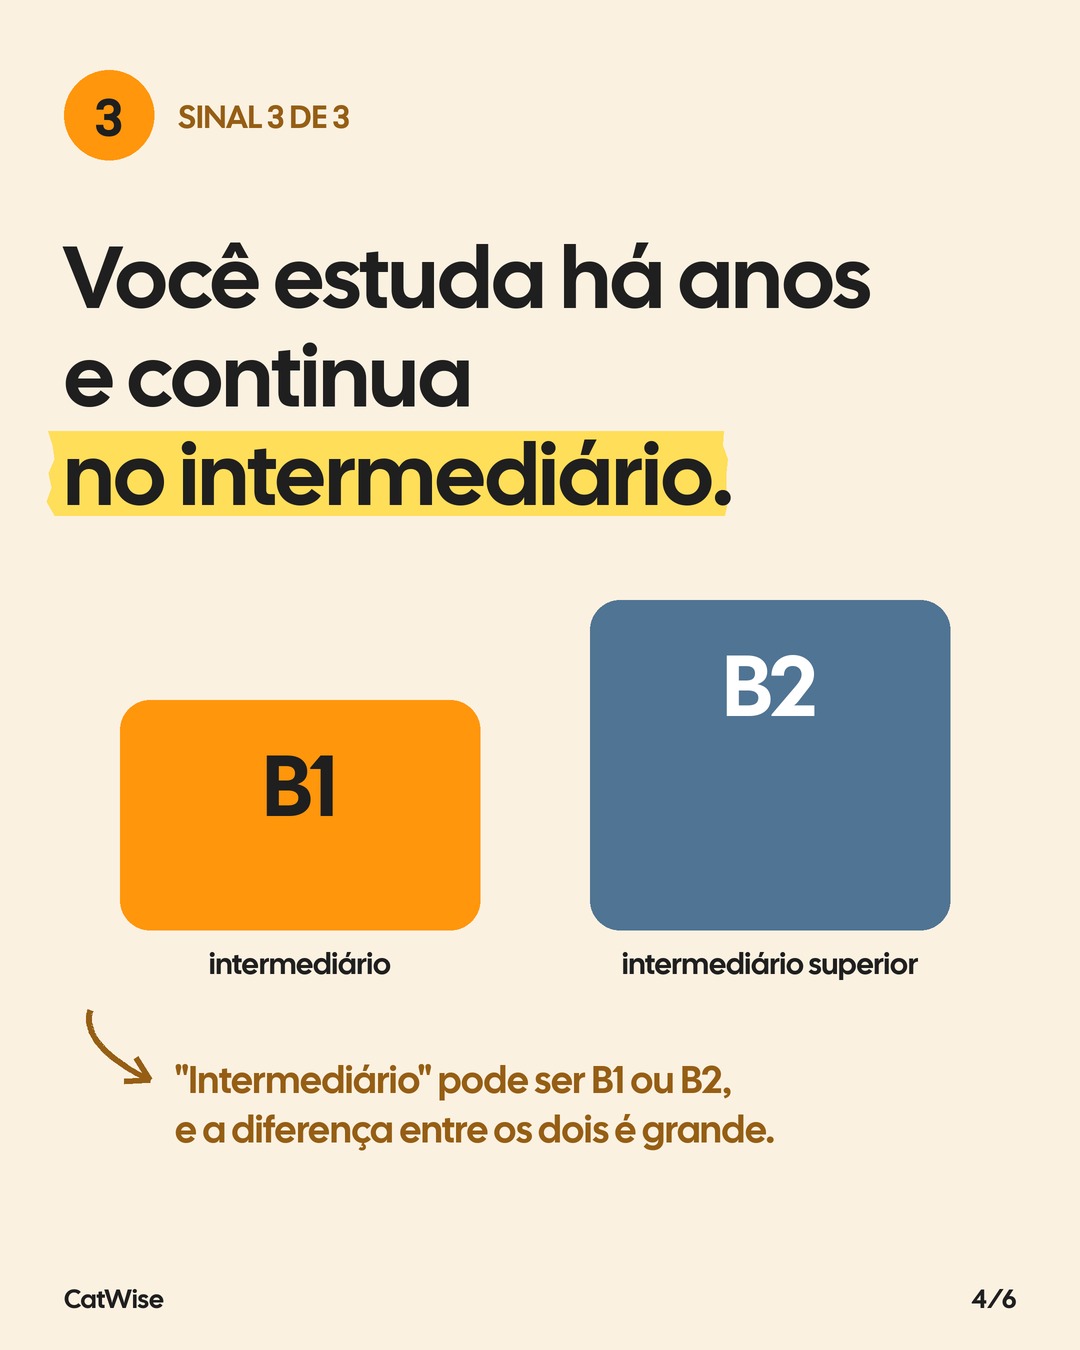 3
SINAL 3 DE 3
Você estuda há anos
e continua
no intermediário.
B1
B2
intermediário
intermediário superior
"Intermediário" pode ser B1 ou B2,
e a diferença entre os dois é grande.
CatWise
4/6